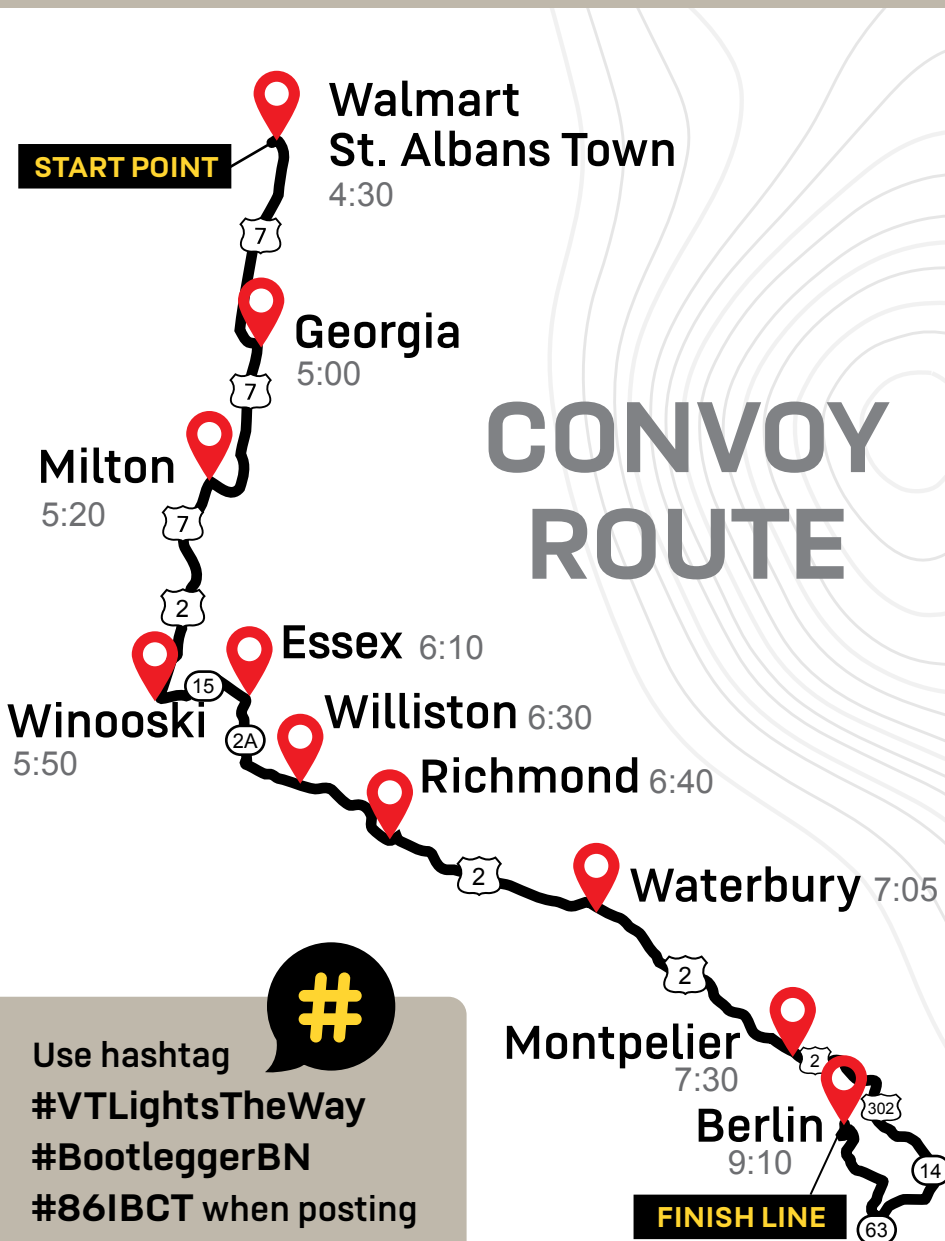 Walmart
St. Albans Town
START POINT
4:30
7
Georgia
5:00
7
CONVOY
ROUTE
Milton
5:20
7
2
Essex 6:10
15
Winooski
5:50
Williston 6:30
2A
Richmond 6:40
2
Waterbury 7:05
2
Montpelier
7:30
2
302
Berlin
9:10
14
FINISH LINE
63
#
Use hashtag
#VTLightsTheWay
#BootleggerBN
#86IBCT when posting